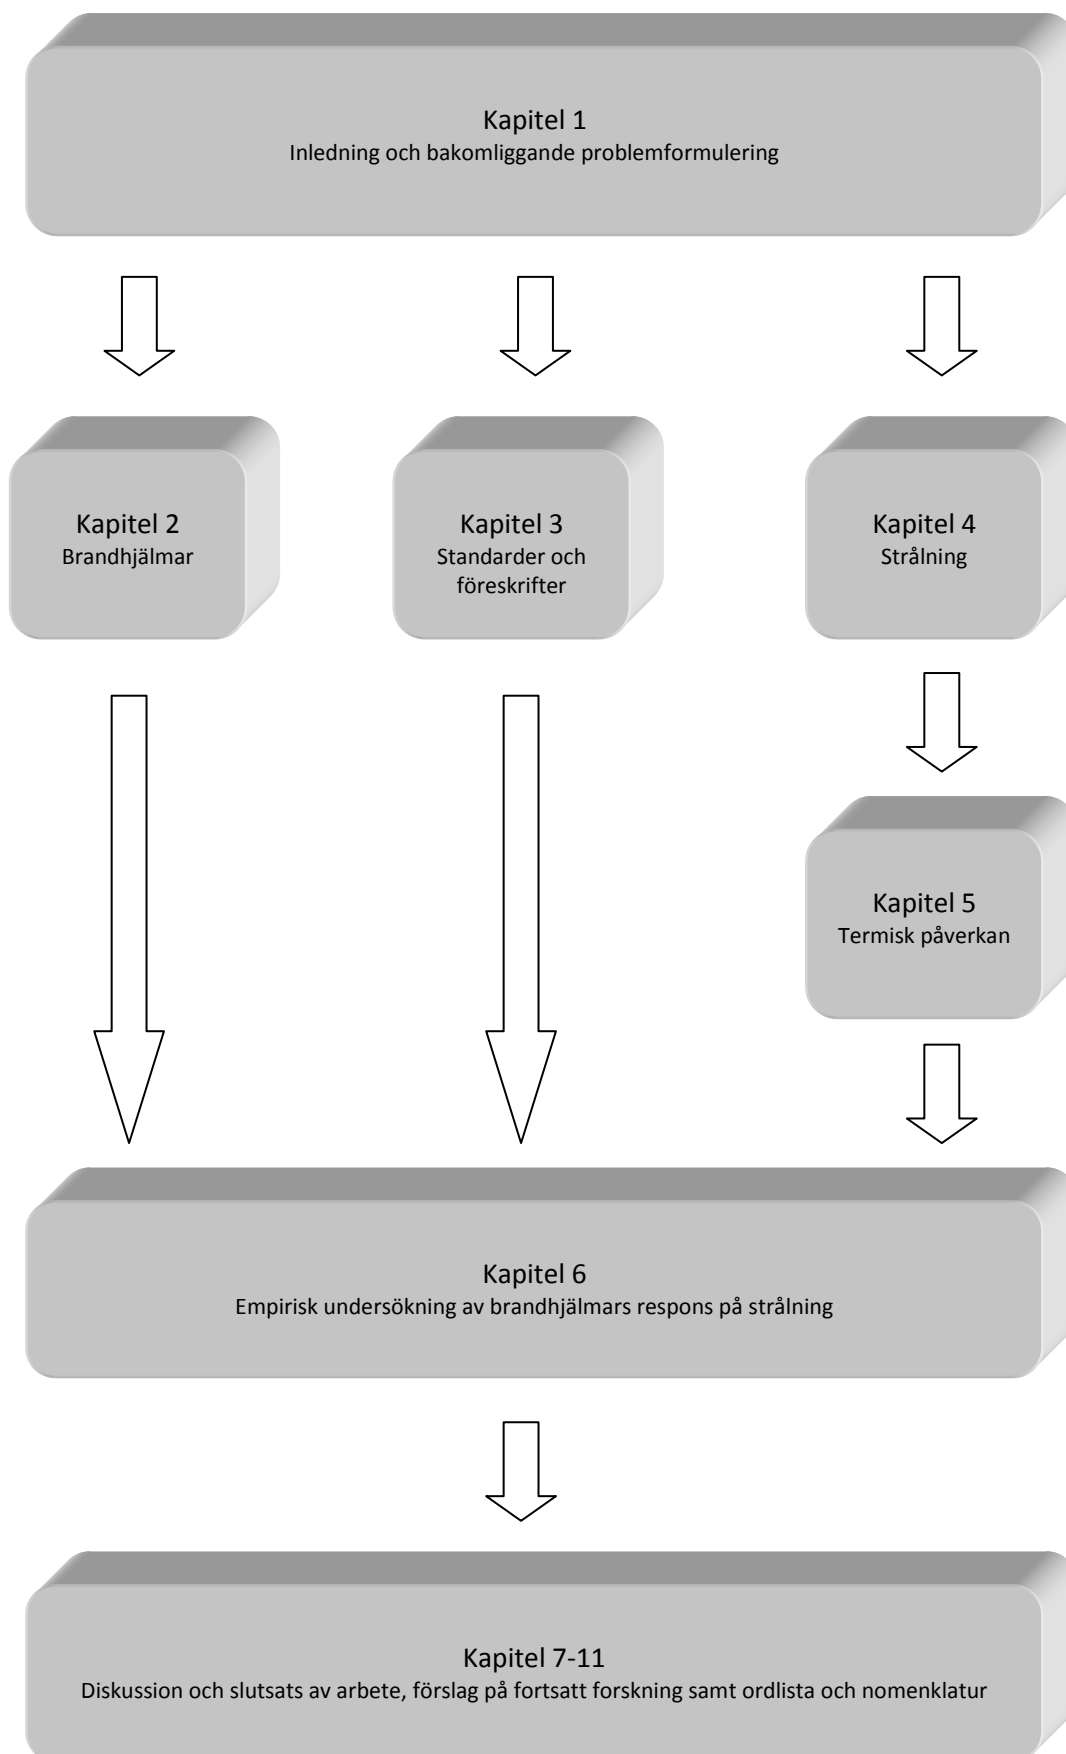 Kapitel 1
Inledning och bakomliggande problemformulering
Kapitel 2
Brandhjälmar
Kapitel 3
Standarder och
föreskrifter
Kapitel 4
Strålning
Kapitel 5
Termisk påverkan
Kapitel 6
Empirisk undersökning av brandhjälmars respons på strålning
Kapitel 7-11
Diskussion och slutsats av arbete, förslag på fortsatt forskning samt ordlista och nomenklatur